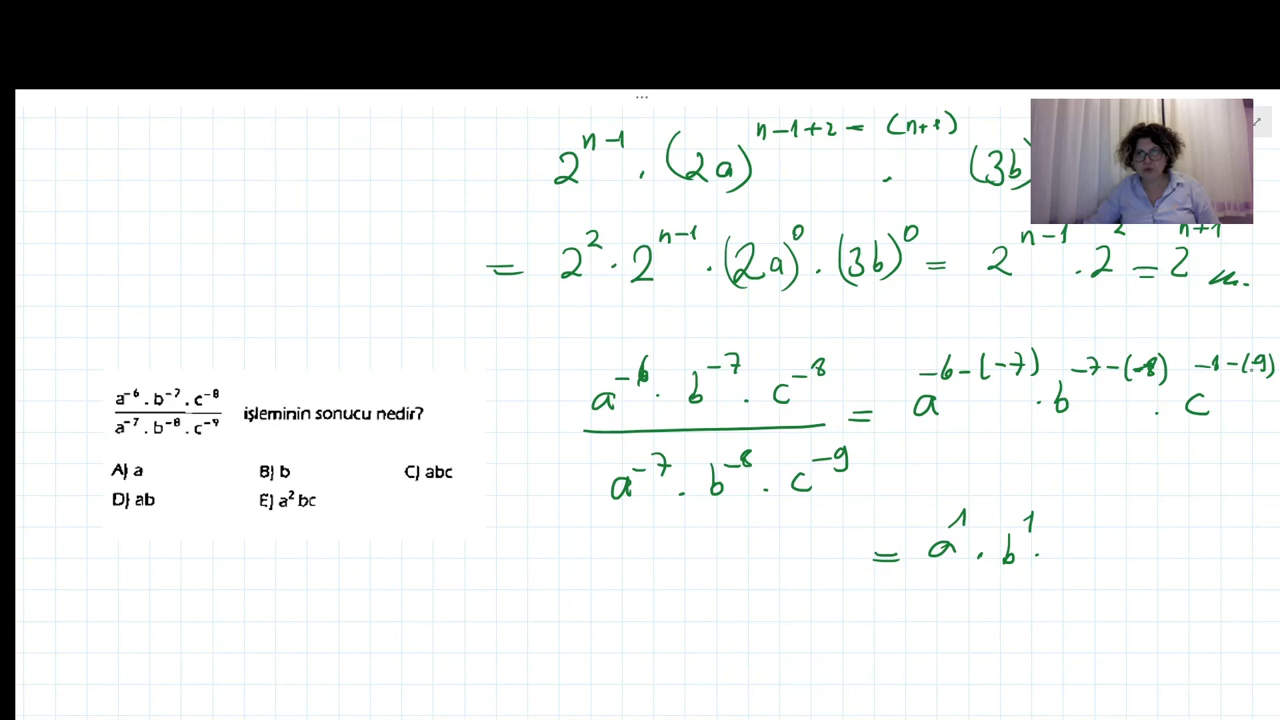 ...
2^{n-1} . (2a)^{n-1+2-(n+1)} . (3b)
= 2^2 . 2^{n-1} . (2a)^0 . (3b)^0 = 2^{n-1} . 2^2 = 2^{n+1}
a^{-6} . b^{-7} . c^{-8}
a^{-7} . b^{-8} . c^{-9}
işleminin sonucu nedir?
A) a B) b C) abc
D) ab E) a² bc
a^{-6} . b^{-7} . c^{-8} = a^{-6-(-7)} . b^{-7-(-8)} . c^{-8-(-9)}
a^{-7} . b^{-8} . c^{-9}
= a^1 . b^1 .